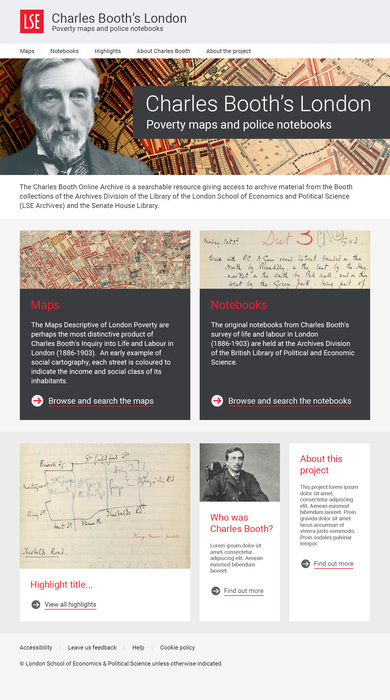 LSE
Charles Booth's London
Poverty maps and police notebooks
Maps Notebooks Highlights About Charles Booth About the project
Charles Booth's London
Poverty maps and police notebooks
The Charles Booth Online Archive is a searchable resource giving access to archive material from the Booth
collections of the Archives Division of the Library of the London School of Economics and Political Science
(LSE Archives) and the Senate House Library.
Dist 3
Maps
The Maps Descriptive of London Poverty are
perhaps the most distinctive product of
Charles Booth's Inquiry into Life and Labour in
London (1886-1903). An early example of
social cartography, each street is coloured to
indicate the income and social class of its
inhabitants.
Browse and search the maps
Notebooks
The original notebooks from Charles Booth's
survey of life and labour in London
(1886-1903) are held at the Archives Division
of the British Library of Political and Economic
Science.
Browse and search the notebooks
Theobalds Road
Highlight title...
View all highlights
Who was
Charles Booth?
Lorem ipsum dolor sit
amet, consectetur
adipiscing elit. Aenean
euismod bibendum
laoreet.
Find out more
About this
project
This project lorem ipsum
dolor sit amet,
consectetur adipiscing
elit. Aenean euismod
bibendum laoreet. Proin
gravida dolor sit amet
lacus accumsan et
viverra justo commodo.
Proin sodales pulvinar
tempor.
Find out more
Accessibility Leave us feedback Help Cookie policy
© London School of Economics & Political Science unless otherwise indicated.